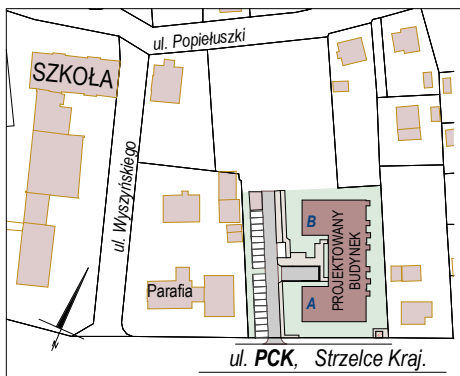 ul. Popiełuszki
SZKOŁA
ul. Wyszyńskiego
B
PROJEKTOWANY
BUDYNEK
Parafia
A
N
ul. PCK, Strzelce Kraj.